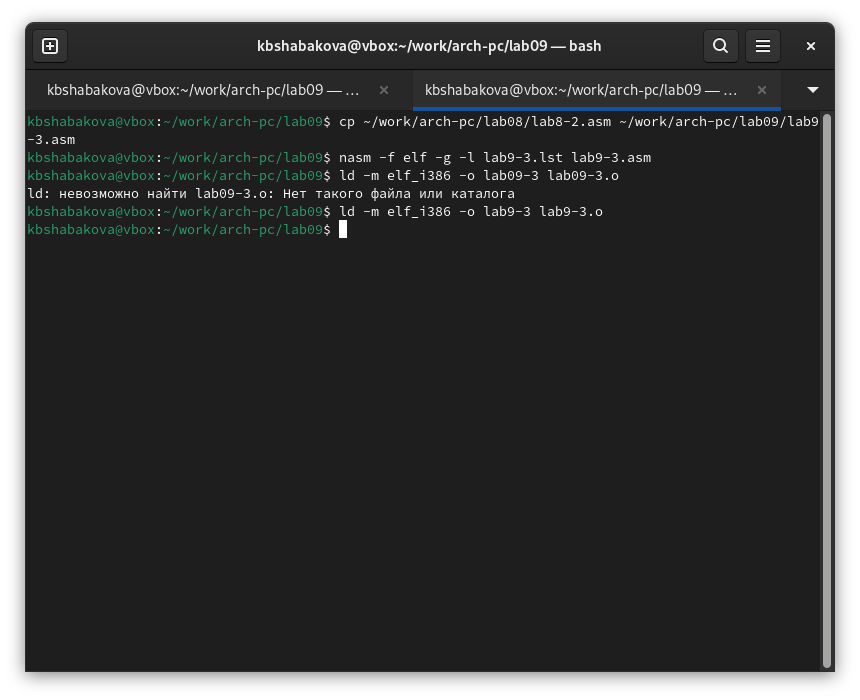 kbshabakova@vbox:~/work/arch-pc/lab09 — bash
kbshabakova@vbox:~/work/arch-pc/lab09 — ...
kbshabakova@vbox:~/work/arch-pc/lab09 — ...
kbshabakova@vbox:~/work/arch-pc/lab09$ cp ~/work/arch-pc/lab08/lab8-2.asm ~/work/arch-pc/lab09/lab9
-3.asm
kbshabakova@vbox:~/work/arch-pc/lab09$ nasm -f elf -g -l lab9-3.lst lab9-3.asm
kbshabakova@vbox:~/work/arch-pc/lab09$ ld -m elf_i386 -o lab09-3 lab09-3.o
ld: невозможно найти lab09-3.o: Нет такого файла или каталога
kbshabakova@vbox:~/work/arch-pc/lab09$ ld -m elf_i386 -o lab9-3 lab9-3.o
kbshabakova@vbox:~/work/arch-pc/lab09$